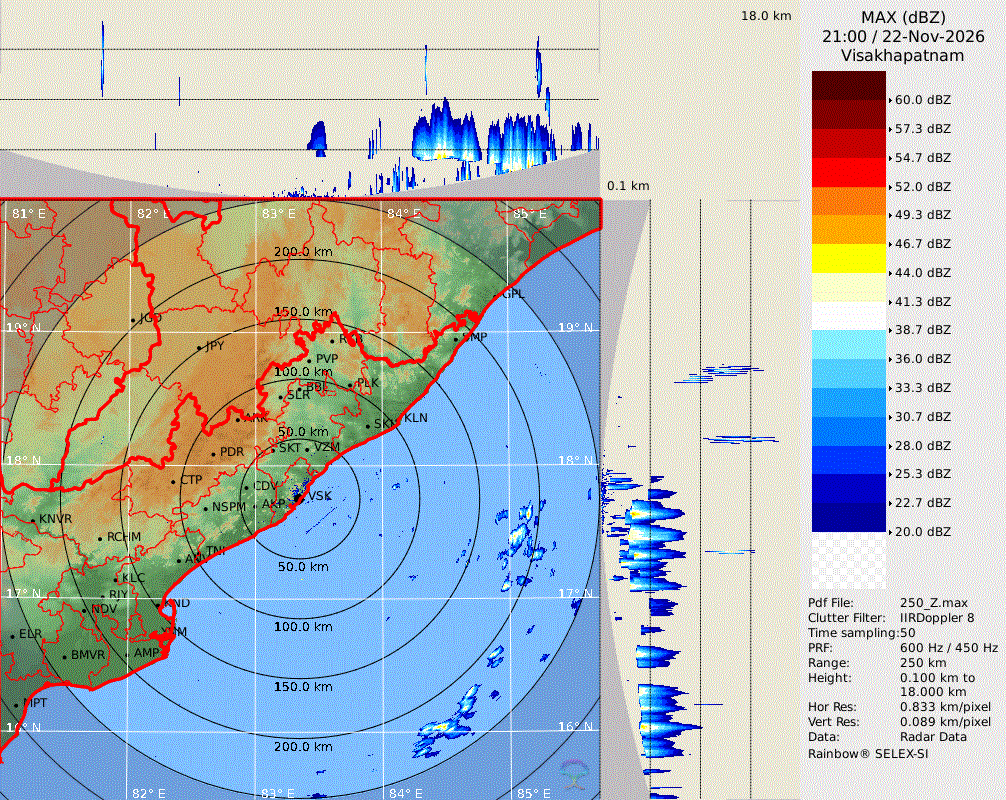 18.0 km
0.1 km
MAX (dBZ)
21:00 / 22-Nov-2026
Visakhapatnam
60.0 dBZ
57.3 dBZ
54.7 dBZ
52.0 dBZ
49.3 dBZ
46.7 dBZ
44.0 dBZ
41.3 dBZ
38.7 dBZ
36.0 dBZ
33.3 dBZ
30.7 dBZ
28.0 dBZ
25.3 dBZ
22.7 dBZ
20.0 dBZ
81° E 82° E 83° E 84° E 85° E
200.0 km
GPL
150.0 km
JGD
19° N 19° N
RGD SMP
JPY
PVP
100.0 km
BBL PLK
SLR
ARK SKL KLN
50.0 km
SKT VZM
PDR
18° N 18° N
CTP
CDV
VSK
NSPM AKP
KNVR
RCHM
TNI
50.0 km
KLC
17° N RJY 17° N
NDV KND
100.0 km
ELR YNM
BMVR AMP
150.0 km
MPT
16° N 16° N
200.0 km
82° E 83° E 84° E 85° E
Pdf File: 250_Z.max
Clutter Filter: IIRDoppler 8
Time sampling:50
PRF: 600 Hz / 450 Hz
Range: 250 km
Height: 0.100 km to
18.000 km
Hor Res: 0.833 km/pixel
Vert Res: 0.089 km/pixel
Data: Radar Data
Rainbow® SELEX-SI